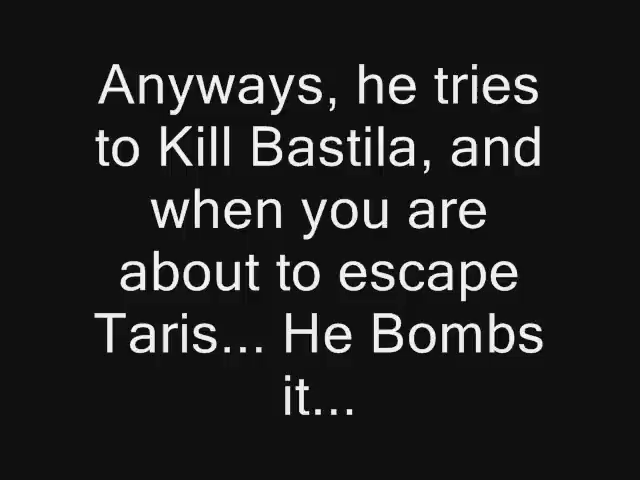 Anyways, he tries
to Kill Bastila, and
when you are
about to escape
Taris... He Bombs
it...